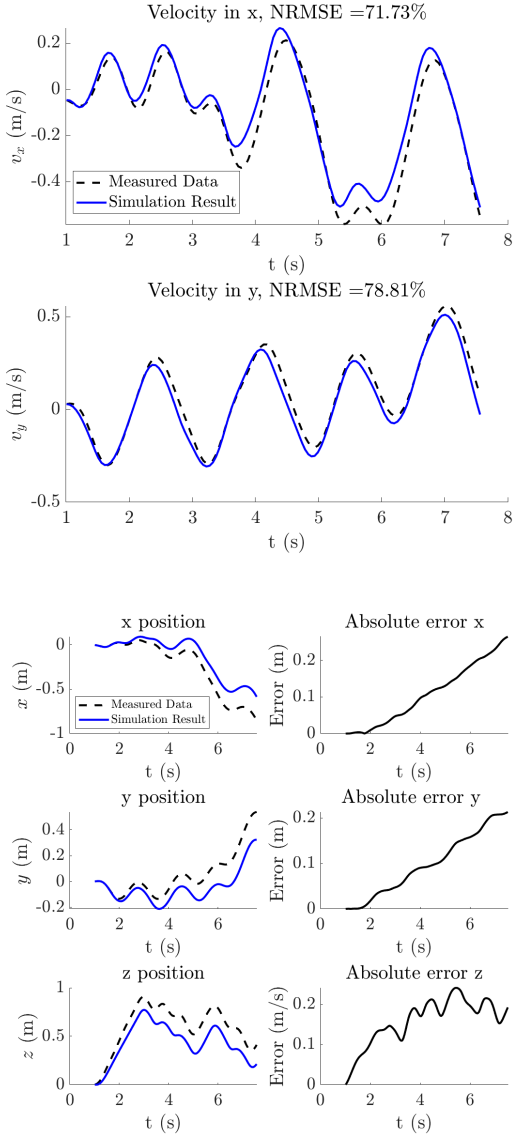 Velocity in x, NRMSE =71.73%
0.2
0
-0.2
-0.4
v_x (m/s)
Measured Data
Simulation Result
1 2 3 4 5 6 7 8
t (s)
Velocity in y, NRMSE =78.81%
0.5
0
-0.5
v_y (m/s)
1 2 3 4 5 6 7 8
t (s)
x position
0
-0.5
-1
x (m)
Measured Data
Simulation Result
0 2 4 6
t (s)
Absolute error x
0.2
0.1
0
Error (m)
0 2 4 6
t (s)
y position
0.4
0.2
0
-0.2
y (m)
0 2 4 6
t (s)
Absolute error y
0.2
0.1
0
Error (m)
0 2 4 6
t (s)
z position
1
0.5
0
z (m)
0 2 4 6
t (s)
Absolute error z
0.2
0.1
0
Error (m/s)
0 2 4 6
t (s)